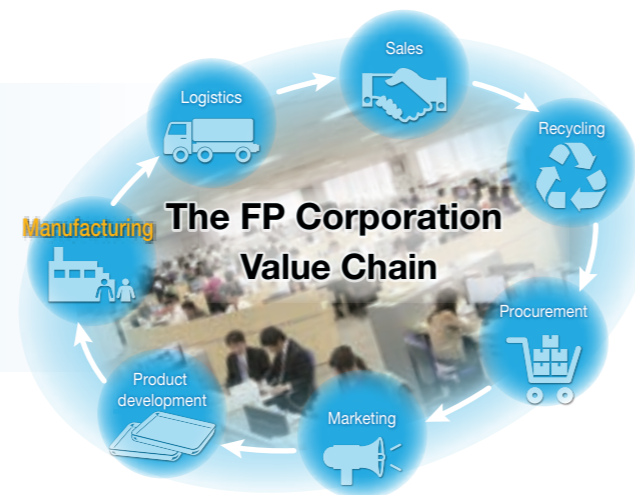 Sales
Logistics
Recycling
Manufacturing
The FP Corporation
Value Chain
Procurement
Product
development
Marketing